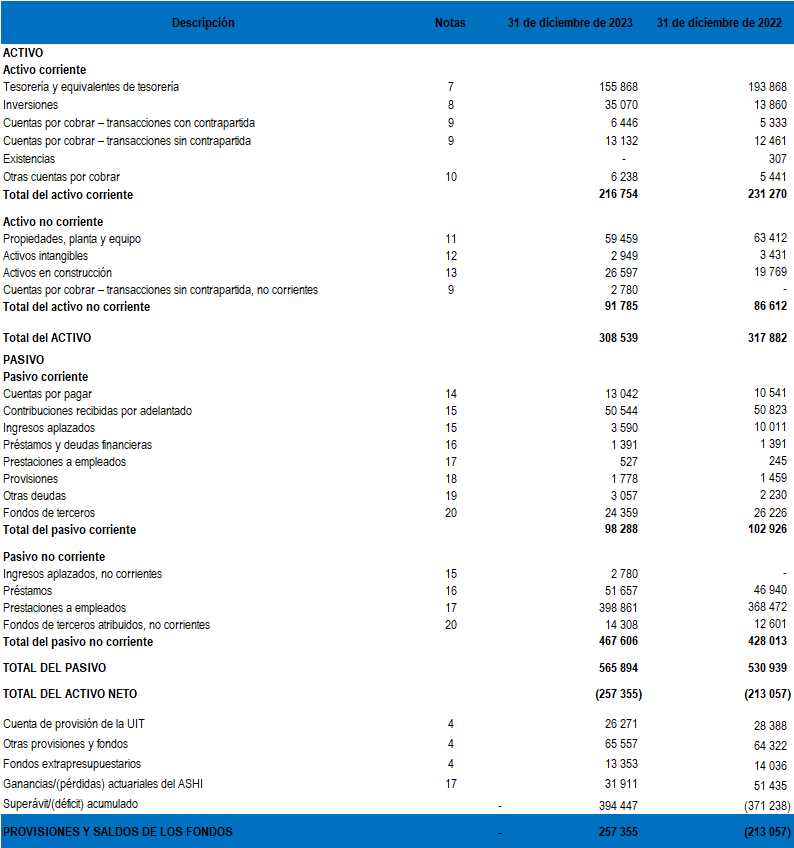 Descripción Notas 31 de diciembre de 2023 31 de diciembre de 2022
ACTIVO
Activo corriente
Tesorería y equivalentes de tesorería 7 155 868 193 868
Inversiones 8 35 070 13 860
Cuentas por cobrar – transacciones con contrapartida 9 6 446 5 333
Cuentas por cobrar – transacciones sin contrapartida 9 13 132 12 461
Existencias - 307
Otras cuentas por cobrar 10 6 238 5 441
Total del activo corriente 216 754 231 270
Activo no corriente
Propiedades, planta y equipo 11 59 459 63 412
Activos intangibles 12 2 949 3 431
Activos en construcción 13 26 597 19 769
Cuentas por cobrar – transacciones sin contrapartida, no corrientes 9 2 780 -
Total del activo no corriente 91 785 86 612
Total del ACTIVO 308 539 317 882
PASIVO
Pasivo corriente
Cuentas por pagar 14 13 042 10 541
Contribuciones recibidas por adelantado 15 50 544 50 823
Ingresos aplazados 15 3 590 10 011
Préstamos y deudas financieras 16 1 391 1 391
Prestaciones a empleados 17 527 245
Provisiones 18 1 778 1 459
Otras deudas 19 3 057 2 230
Fondos de terceros 20 24 359 26 226
Total del pasivo corriente 98 288 102 926
Pasivo no corriente
Ingresos aplazados, no corrientes 15 2 780 -
Préstamos 16 51 657 46 940
Prestaciones a empleados 17 398 861 368 472
Fondos de terceros atribuidos, no corrientes 20 14 308 12 601
Total del pasivo no corriente 467 606 428 013
TOTAL DEL PASIVO 565 894 530 939
TOTAL DEL ACTIVO NETO (257 355) (213 057)
Cuenta de provisión de la UIT 4 26 271 28 388
Otras provisiones y fondos 4 65 557 64 322
Fondos extrapresupuestarios 4 13 353 14 036
Ganancias/(pérdidas) actuariales del ASHI 17 31 911 51 435
Superávit/(déficit) acumulado - 394 447 (371 238)
PROVISIONES Y SALDOS DE LOS FONDOS - 257 355 (213 057)